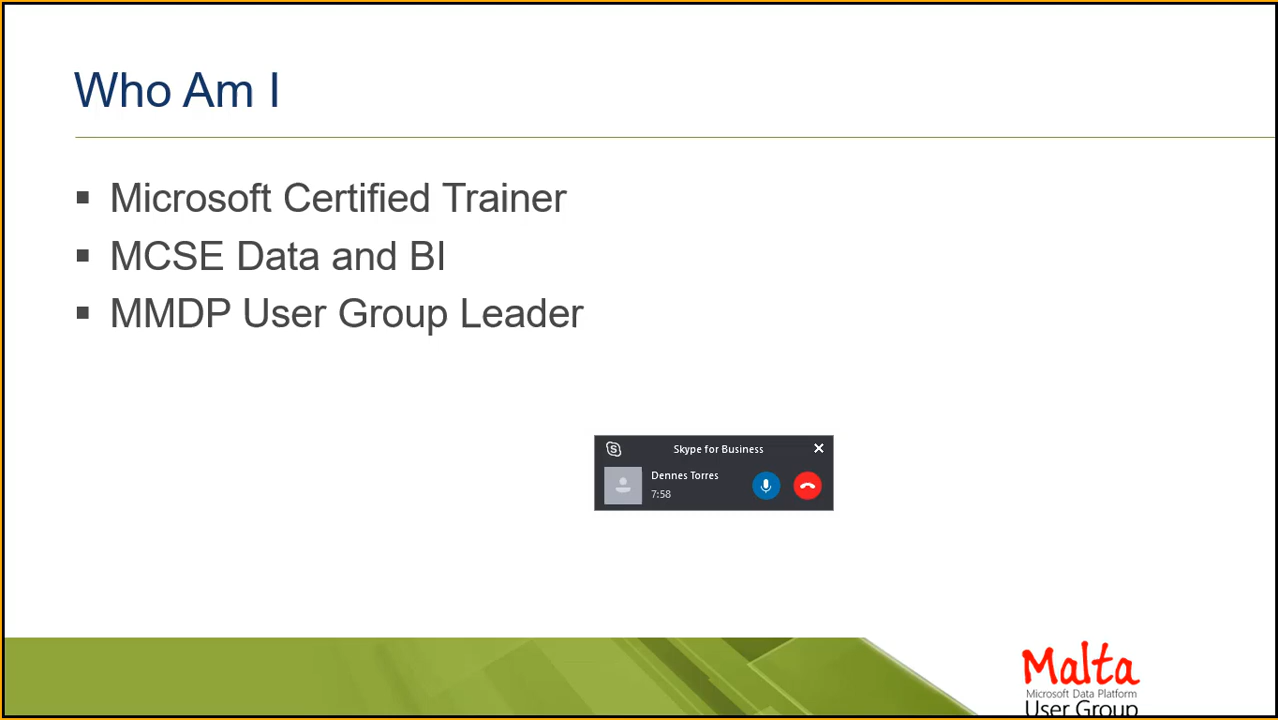 Who Am I
Microsoft Certified Trainer
MCSE Data and BI
MMDP User Group Leader
Skype for Business
Dennes Torres
7:58
Malta
Microsoft Data Platform
User Group